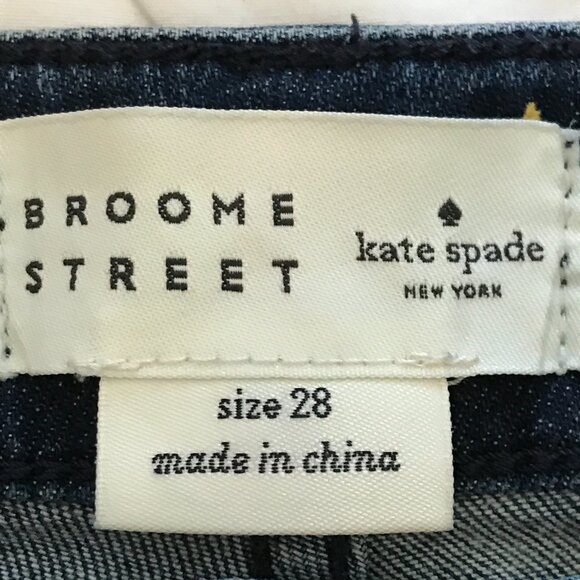 BROOME
STREET
kate spade
NEW YORK
size 28
made in china